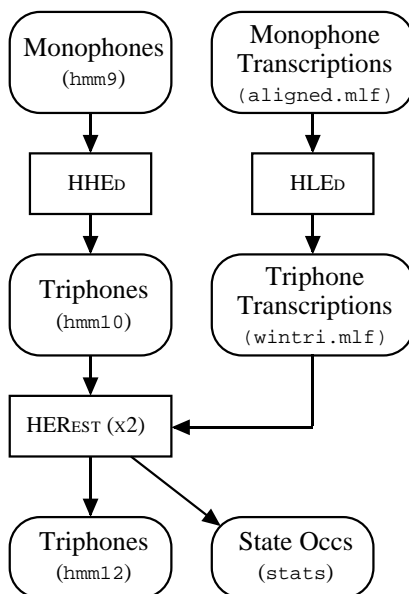 Monophones
(hmm9)
Monophone
Transcriptions
(aligned.mlf)
HHED
HLED
Triphones
(hmm10)
Triphone
Transcriptions
(wintri.mlf)
HEREST (X2)
Triphones
(hmm12)
State Occs
(stats)